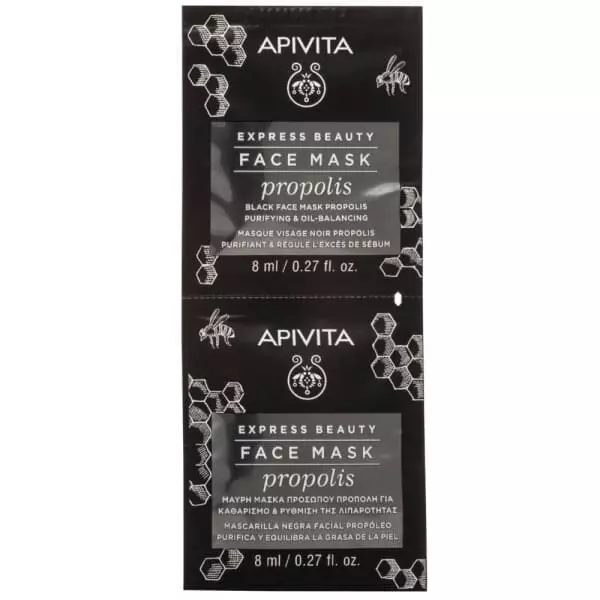 APIVITA
EXPRESS BEAUTY
FACE MASK
propolis
BLACK FACE MASK PROPOLIS
PURIFYING & OIL-BALANCING
MASQUE VISAGE NOIR PROPOLIS
PURIFIANT & RÉGULE L'EXCÈS DE SÉBUM
8 ml / 0.27 fl. oz.
APIVITA
EXPRESS BEAUTY
FACE MASK
propolis
ΜΑΥΡΗ ΜΑΣΚΑ ΠΡΟΣΩΠΟΥ ΠΡΟΠΟΛΗ ΓΙΑ
ΚΑΘΑΡΙΣΜΟ & ΡΥΘΜΙΣΗ ΤΗΣ ΛΙΠΑΡΟΤΗΤΑΣ
MASCARILLA NEGRA FACIAL PROPÓLEO
PURIFICA Y EQUILIBRA LA GRASA DE LA PIEL
8 ml / 0.27 fl. oz.